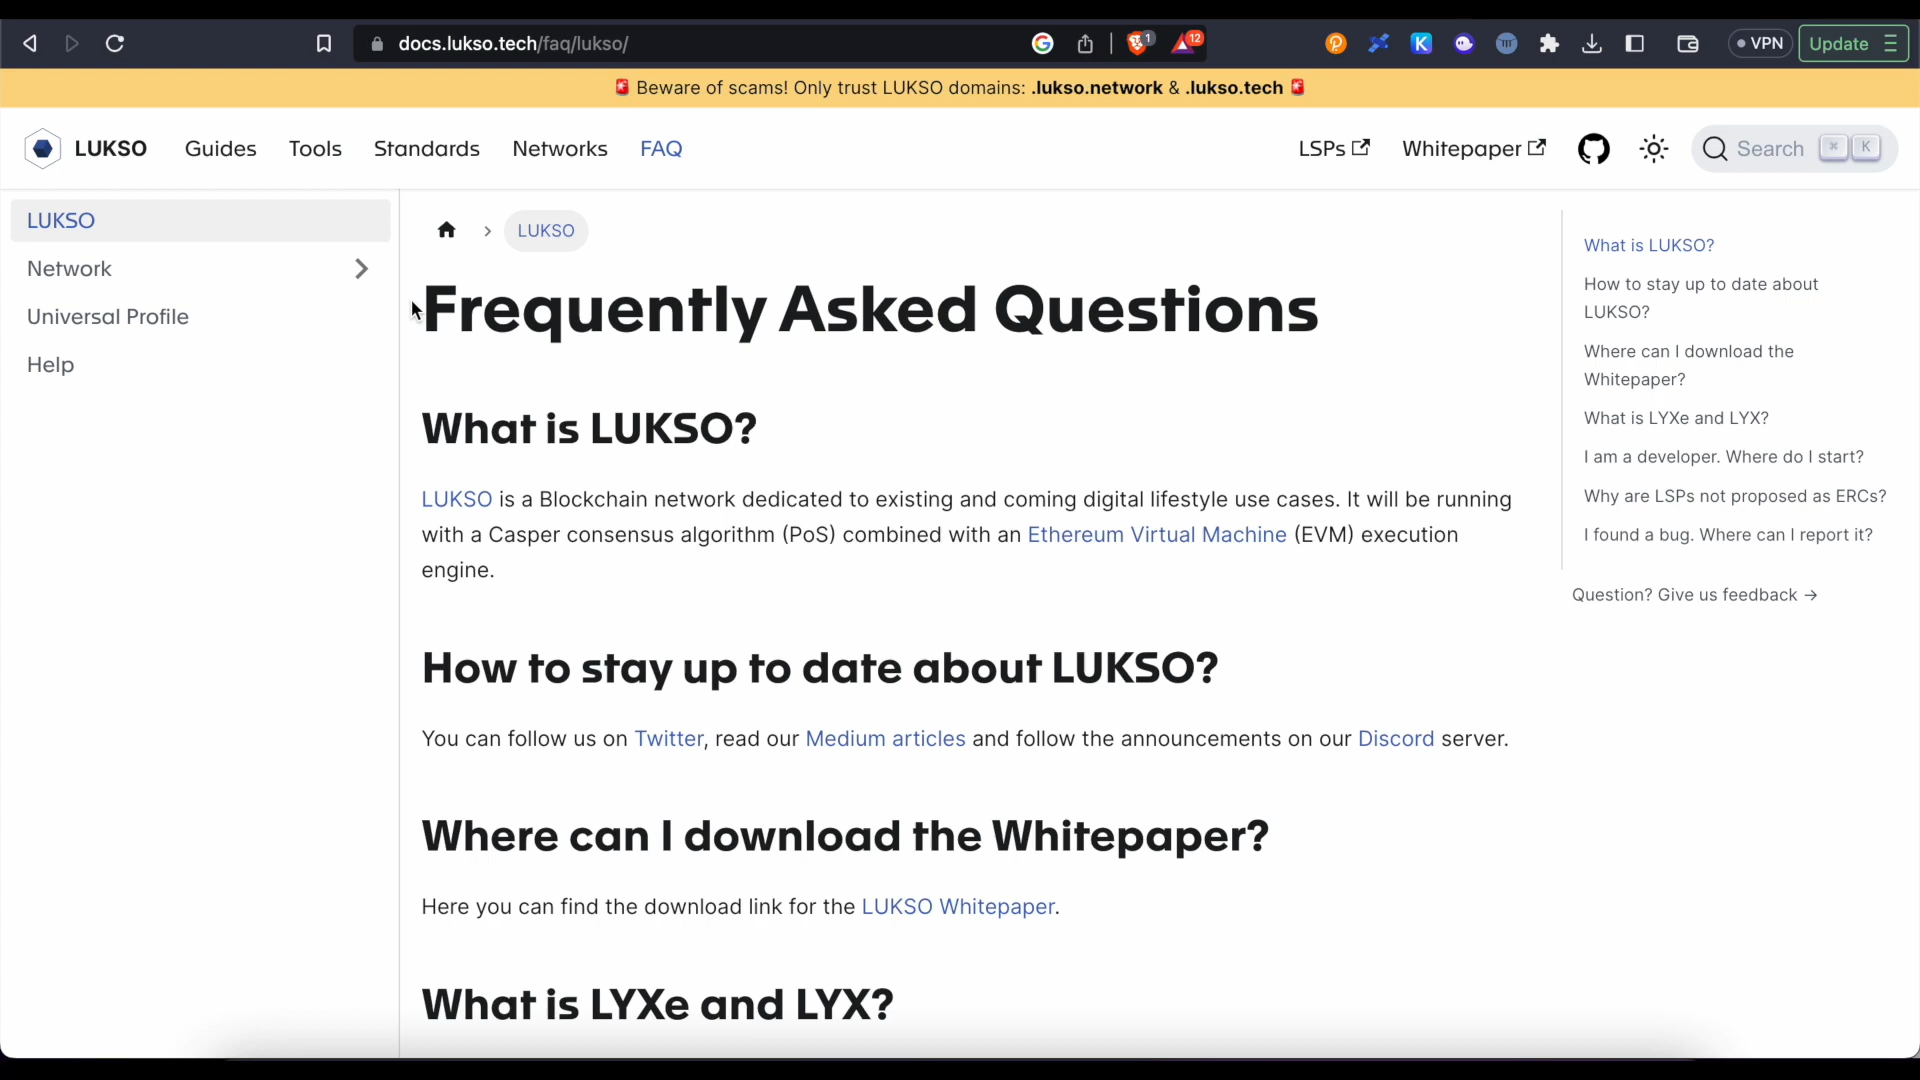 docs.lukso.tech/faq/lukso/
1
12
VPN
Update
Beware of scams! Only trust LUKSO domains: .lukso.network & .lukso.tech
LUKSO
Guides
Tools
Standards
Networks
FAQ
LSPs
Whitepaper
Search
⌘
K
LUKSO
Network
Universal Profile
Help
LUKSO
Frequently Asked Questions
What is LUKSO?
LUKSO is a Blockchain network dedicated to existing and coming digital lifestyle use cases. It will be running
with a Casper consensus algorithm (PoS) combined with an Ethereum Virtual Machine (EVM) execution
engine.
How to stay up to date about LUKSO?
You can follow us on Twitter, read our Medium articles and follow the announcements on our Discord server.
Where can I download the Whitepaper?
Here you can find the download link for the LUKSO Whitepaper.
What is LYXe and LYX?
What is LUKSO?
How to stay up to date about
LUKSO?
Where can I download the
Whitepaper?
What is LYXe and LYX?
I am a developer. Where do I start?
Why are LSPs not proposed as ERCs?
I found a bug. Where can I report it?
Question? Give us feedback →